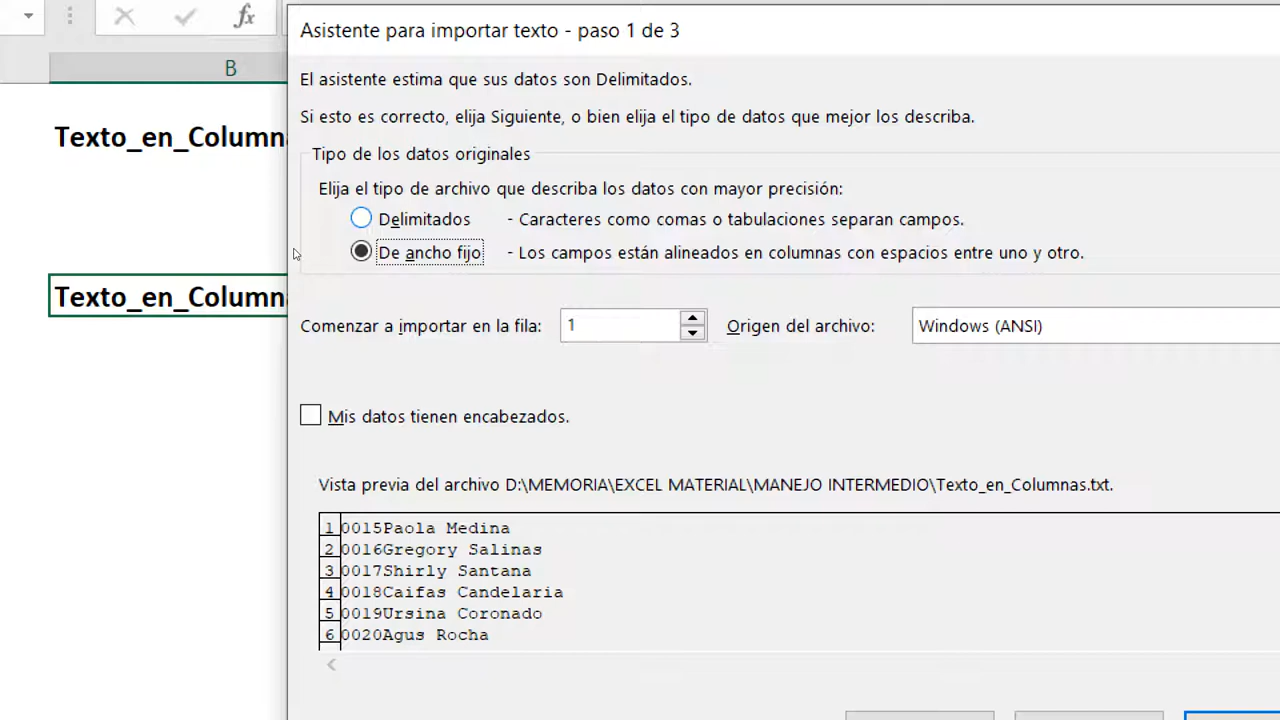 fx
Asistente para importar texto - paso 1 de 3
B
El asistente estima que sus datos son Delimitados.
Si esto es correcto, elija Siguiente, o bien elija el tipo de datos que mejor los describa.
Texto_en_Columna
Tipo de los datos originales
Elija el tipo de archivo que describa los datos con mayor precisión:
Delimitados - Caracteres como comas o tabulaciones separan campos.
De ancho fijo - Los campos están alineados en columnas con espacios entre uno y otro.
Texto_en_Columna
Comenzar a importar en la fila: 1 Origen del archivo: Windows (ANSI)
Mis datos tienen encabezados.
Vista previa del archivo D:\MEMORIA\EXCEL MATERIAL\MANEJO INTERMEDIO\Texto_en_Columnas.txt.
1 0015Paola Medina
2 0016Gregory Salinas
3 0017Shirly Santana
4 0018Caifas Candelaria
5 0019Ursina Coronado
6 0020Agus Rocha